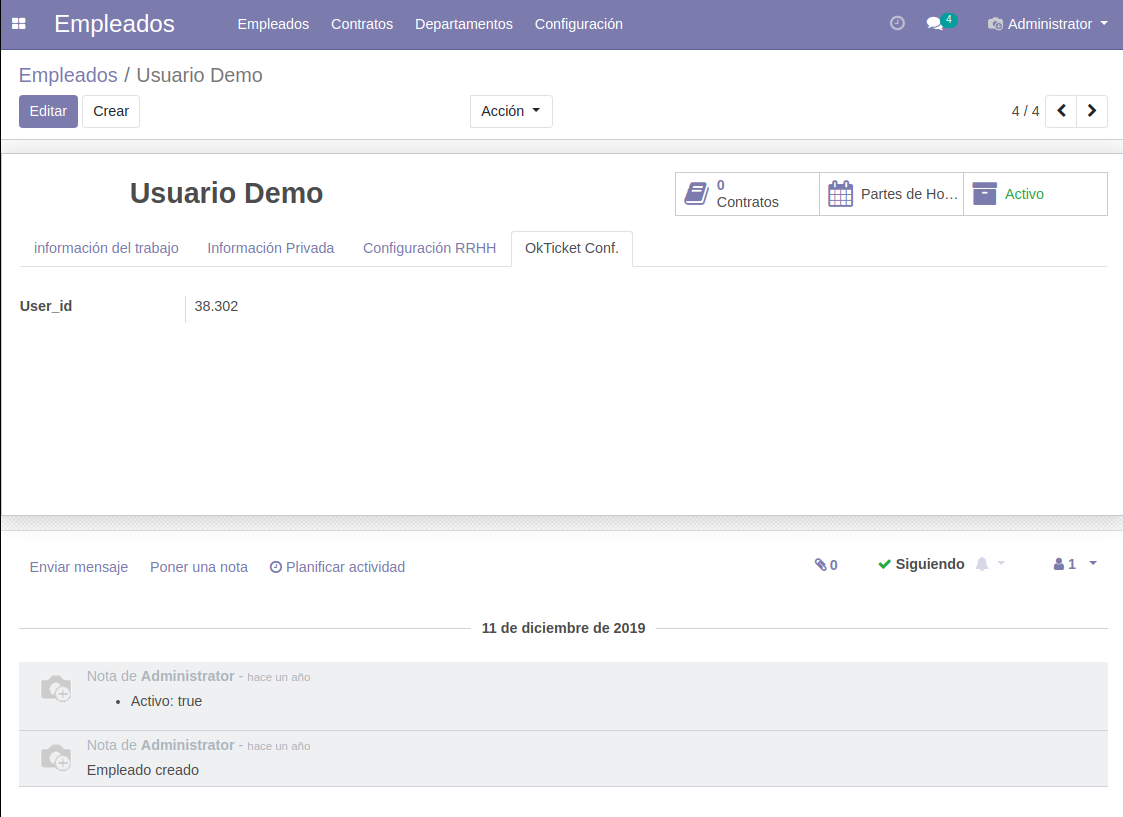 Empleados Empleados Contratos Departamentos Configuración 4 Administrator
Empleados / Usuario Demo
Editar Crear Acción 4 / 4
Usuario Demo
0
Contratos
Partes de Ho...
Activo
información del trabajo Información Privada Configuración RRHH OkTicket Conf.
User_id 38.302
Enviar mensaje Poner una nota Planificar actividad 0 Siguiendo 1
11 de diciembre de 2019
Nota de Administrator - hace un año
• Activo: true
Nota de Administrator - hace un año
Empleado creado